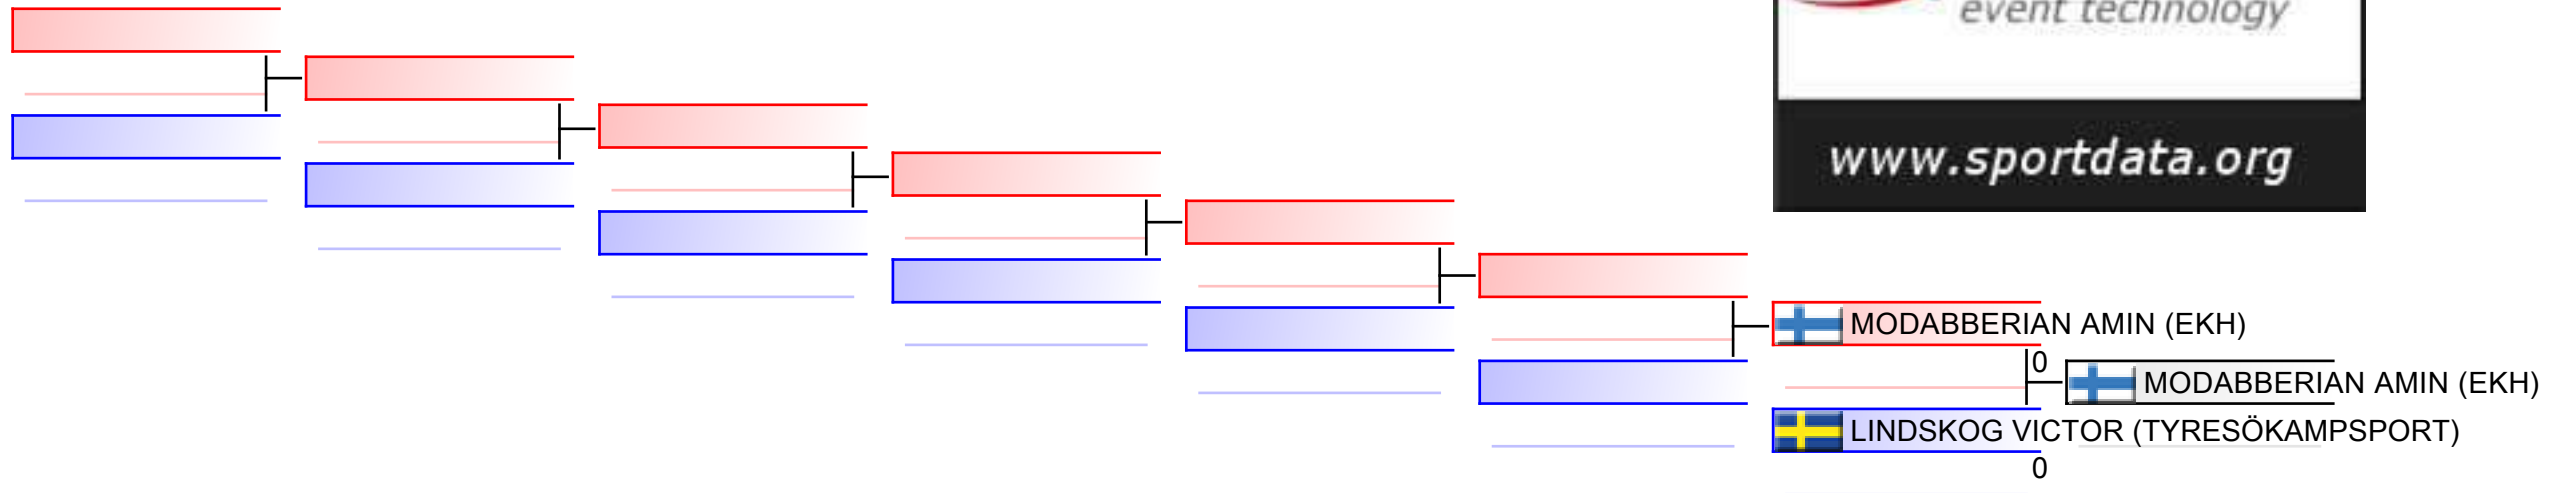 event technology
www.sportdata.org
MODABBERIAN AMIN (EKH)
0
MODABBERIAN AMIN (EKH)
LINDSKOG VICTOR (TYRESÖKAMPSPORT)
0